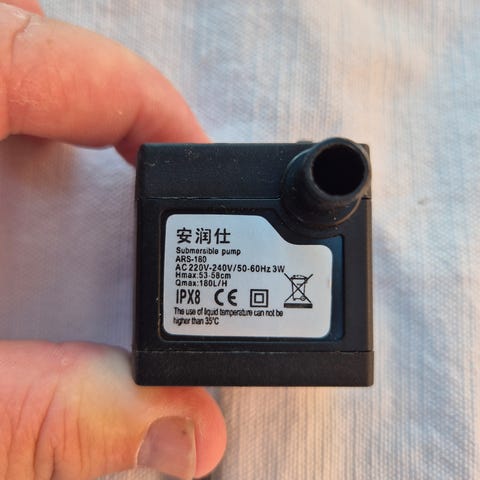 安润仕
Submersible pump
ARS-180
AC 220V-240V/50-60Hz 3W
Hmax:53-58cm
Qmax:180L/H
IPX8 CE
The use of liquid temperature can not be
higher than 35°C